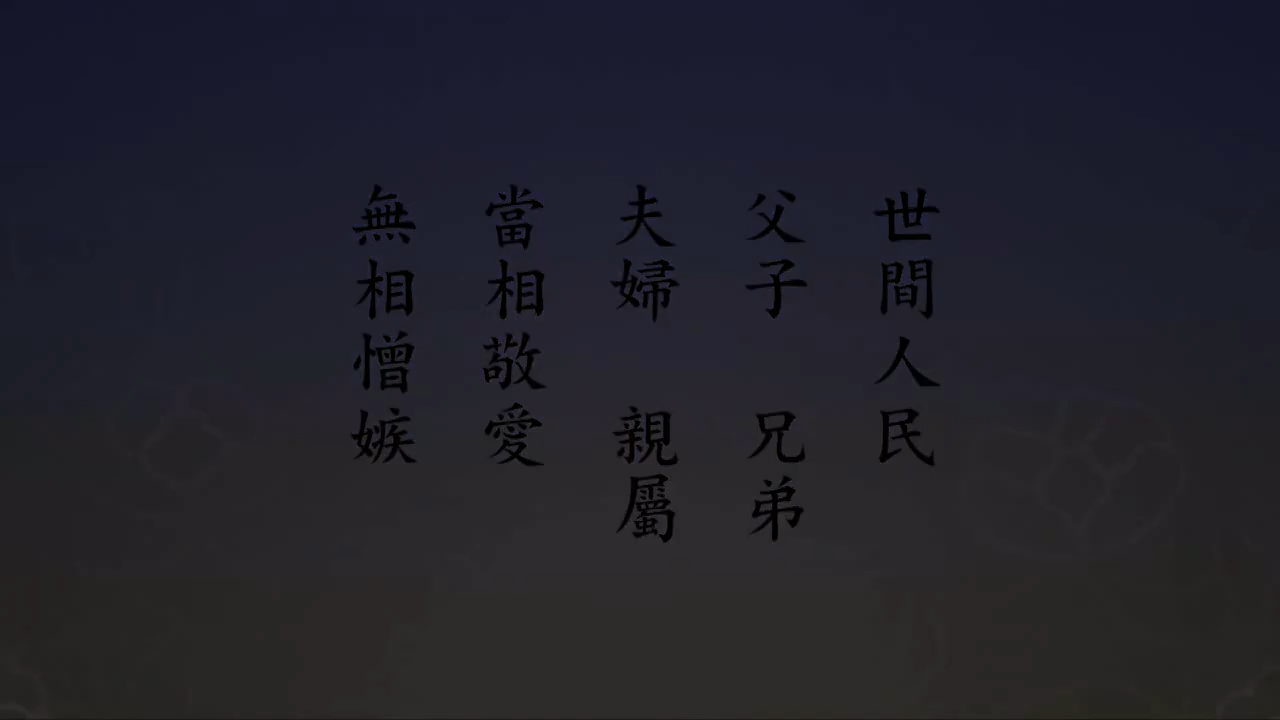 世間人民
父子 兄弟
夫婦 親屬
當相敬愛
無相憎嫉